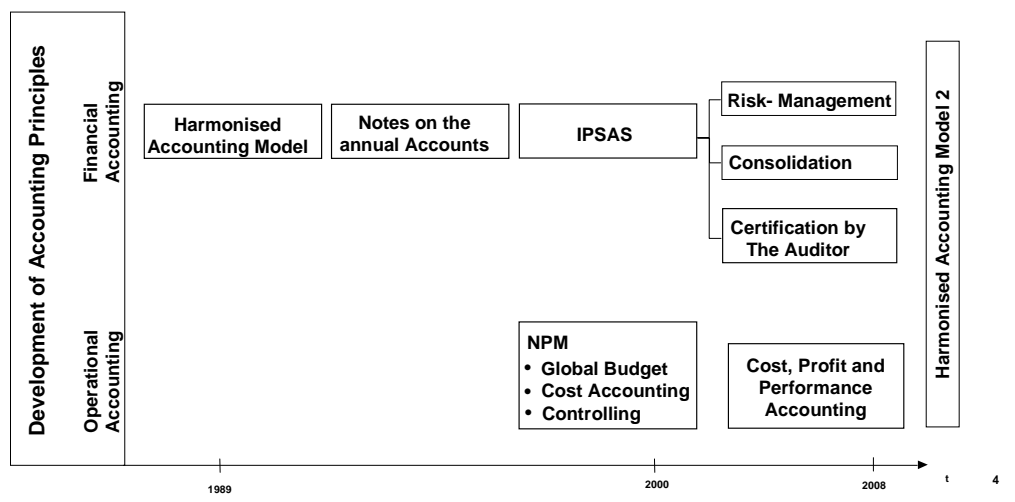 Development of Accounting Principles
Financial
Accounting
Harmonised
Accounting Model
Notes on the
annual Accounts
IPSAS
Risk- Management
Consolidation
Certification by
The Auditor
Operational
Accounting
NPM
• Global Budget
• Cost Accounting
• Controlling
Cost, Profit and
Performance
Accounting
Harmonised Accounting Model 2
1989
2000
2008
t
4